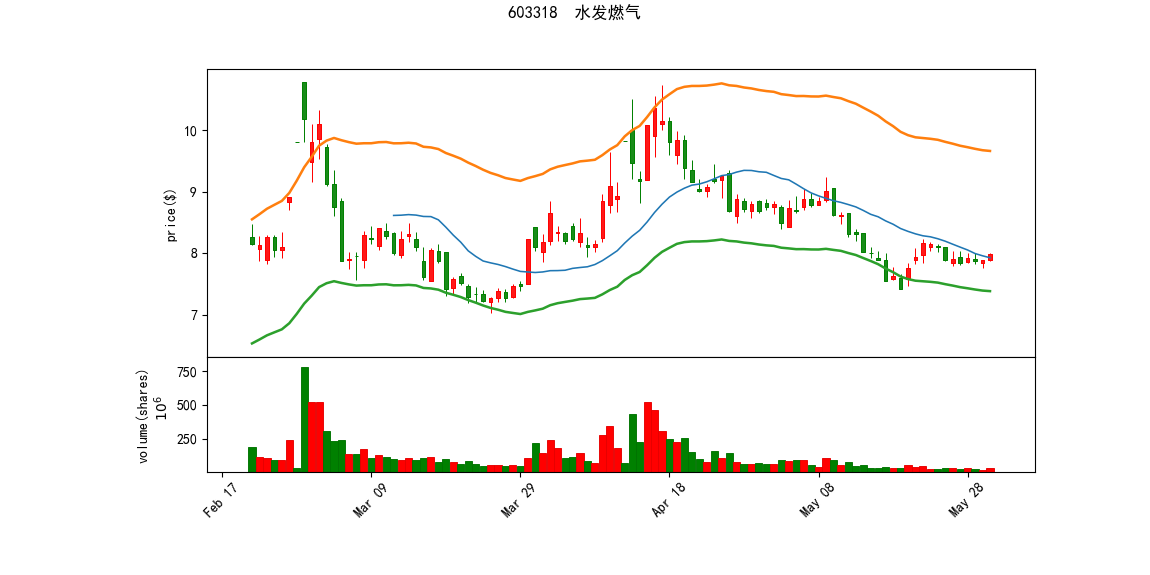 603318 水发燃气
price($)
10
9
8
7
volume(shares)
10^6
750
500
250
Feb 17
Mar 09
Mar 29
Apr 18
May 08
May 28